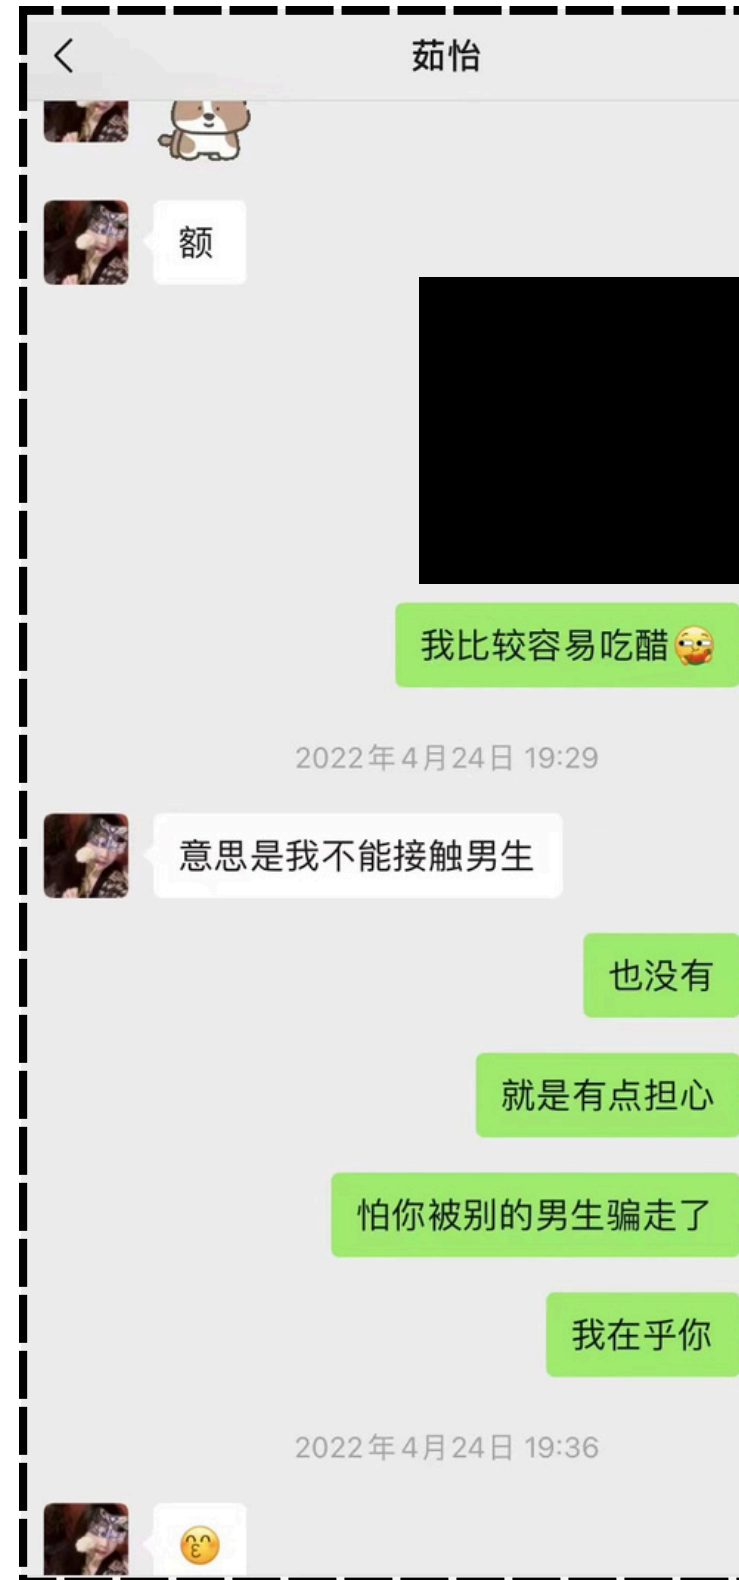 茹怡
额
我比较容易吃醋
2022年4月24日 19:29
意思是我不能接触男生
也没有
就是有点担心
怕你被别的男生骗走了
我在乎你
2022年4月24日 19:36